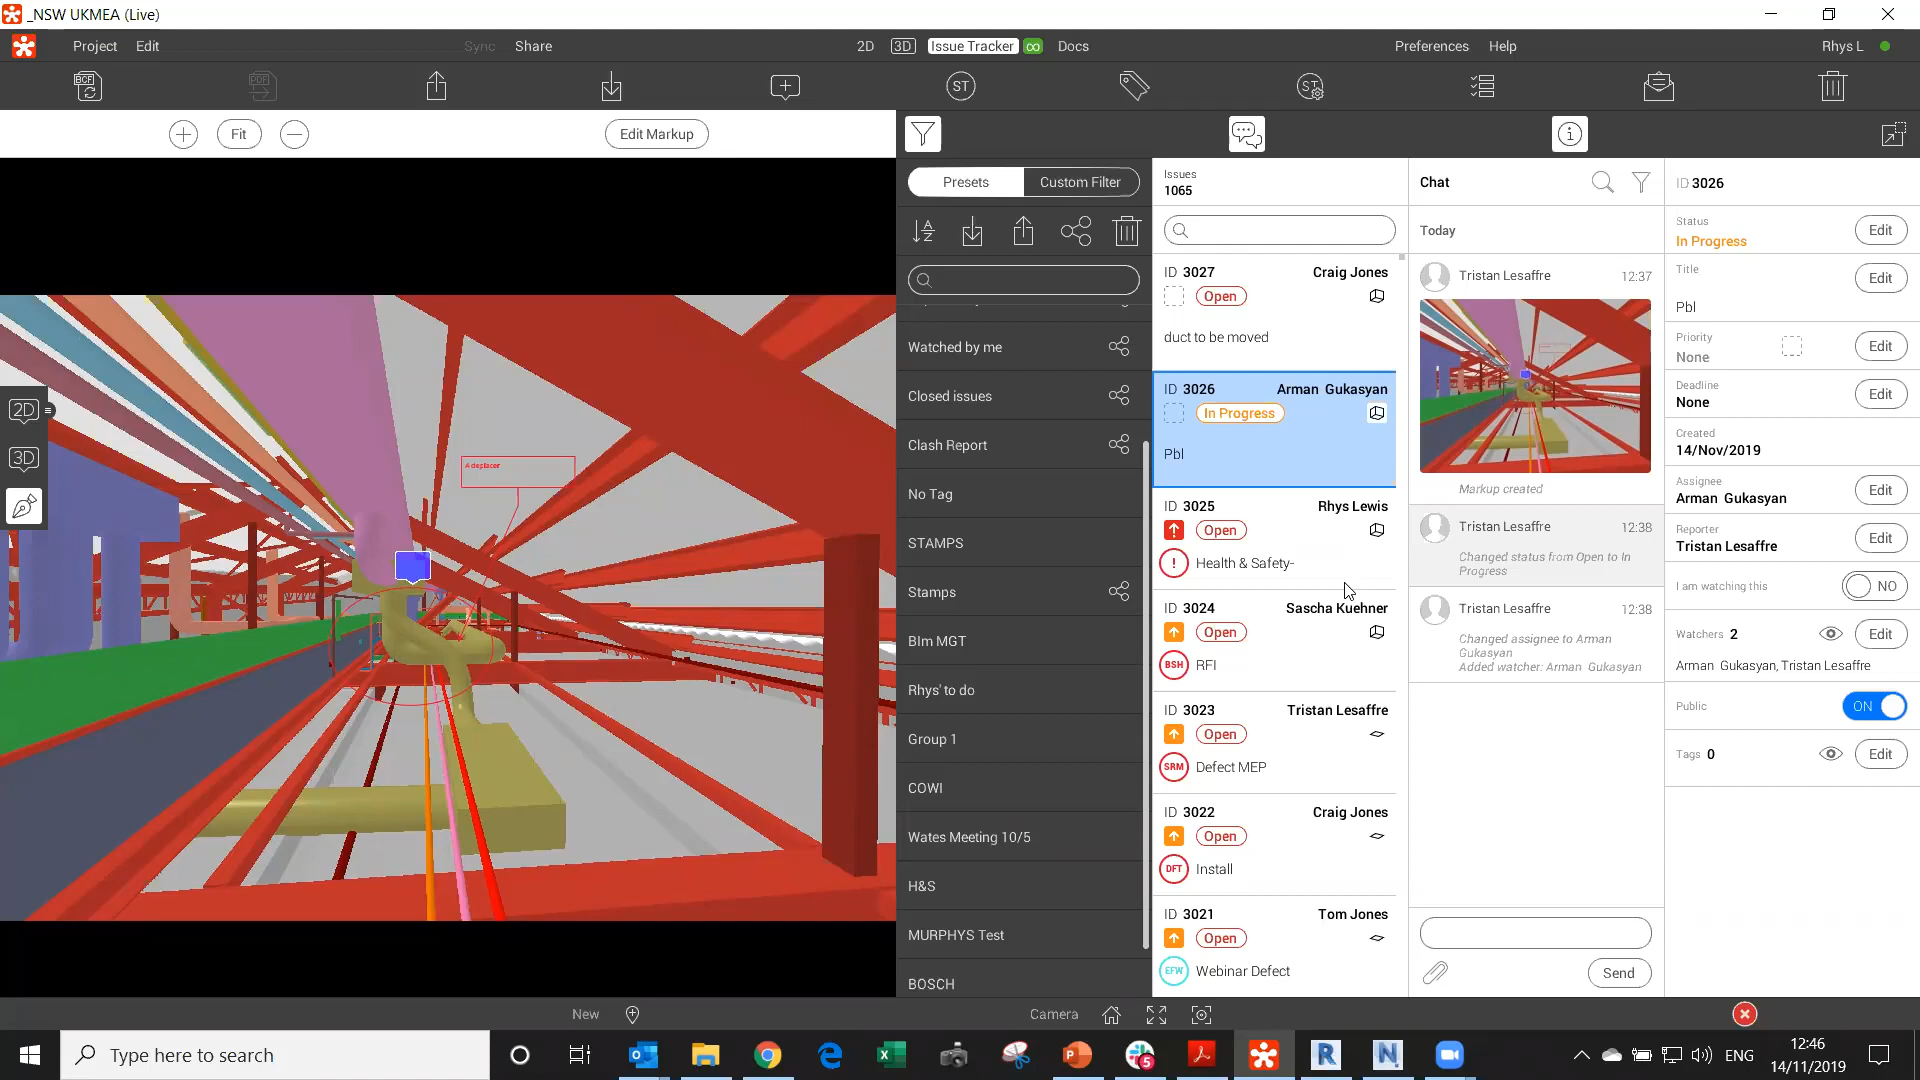 _NSW UKMEA (Live)
Project Edit Sync Share 2D 3D Issue Tracker Docs Preferences Help Rhys L
BCF PDF ST ST
Fit Edit Markup
Presets Custom Filter
Watched by me
Closed issues
Clash Report
No Tag
STAMPS
Stamps
BIm MGT
Rhys' to do
Group 1
COWI
Wates Meeting 10/5
H&S
MURPHYS Test
BOSCH
Issues
1065
ID 3027 Craig Jones
Open
duct to be moved
ID 3026 Arman Gukasyan
In Progress
Pbl
ID 3025 Rhys Lewis
Open
! Health & Safety-
ID 3024 Sascha Kuehner
Open
BSH RFI
ID 3023 Tristan Lesaffre
Open
SRM Defect MEP
ID 3022 Craig Jones
Open
DFT Install
ID 3021 Tom Jones
Open
EFW Webinar Defect
Chat
Today
Tristan Lesaffre 12:37
Markup created
Tristan Lesaffre 12:38
Changed status from Open to In
Progress
Tristan Lesaffre 12:38
Changed assignee to Arman
Gukasyan
Added watcher: Arman Gukasyan
Send
ID 3026
Status
In Progress Edit
Title
Edit
Pbl
Priority
None Edit
Deadline
None Edit
Created
14/Nov/2019
Assignee
Arman Gukasyan Edit
Reporter
Tristan Lesaffre Edit
I am watching this NO
Watchers 2 Edit
Arman Gukasyan, Tristan Lesaffre
Public ON
Tags 0 Edit
2D
3D
A deplacer
New Camera
Type here to search
5
ENG
12:46
14/11/2019